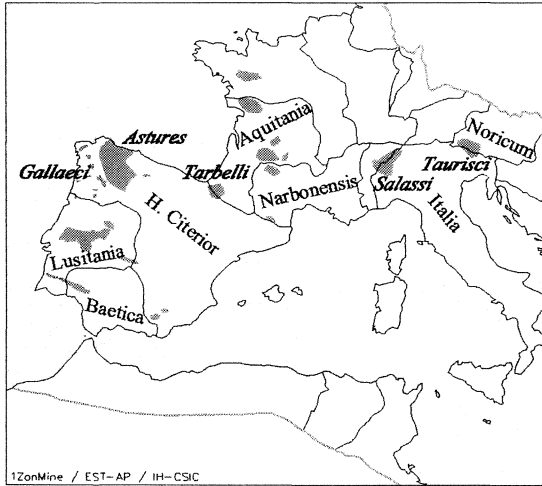 Noricum
Aquitania
Astures
Taurisci
Gallaeci
Tarbelli
Narbonensis
Salassi
H. Citerior
Italia
Lusitania
Baetica
1ZonMine / EST-AP / IH-CSIC